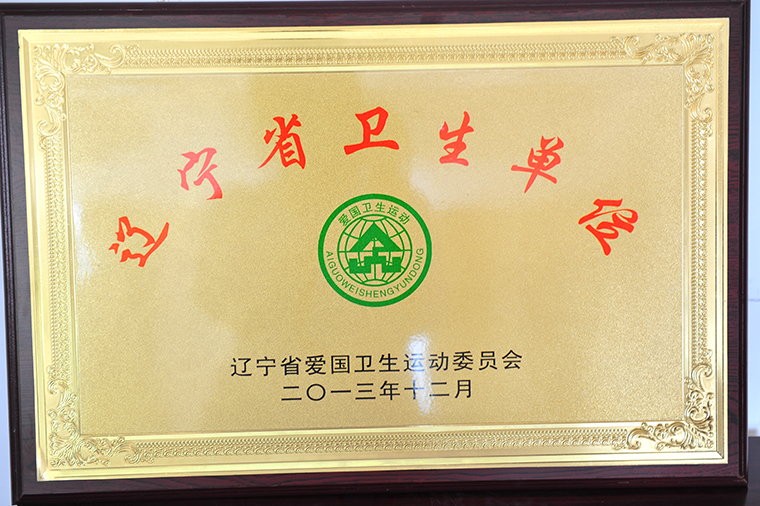 辽宁省卫生单位
爱国卫生运动
AIGUOWEISHENGYUNDONG
辽宁省爱国卫生运动委员会
二〇一三年十二月